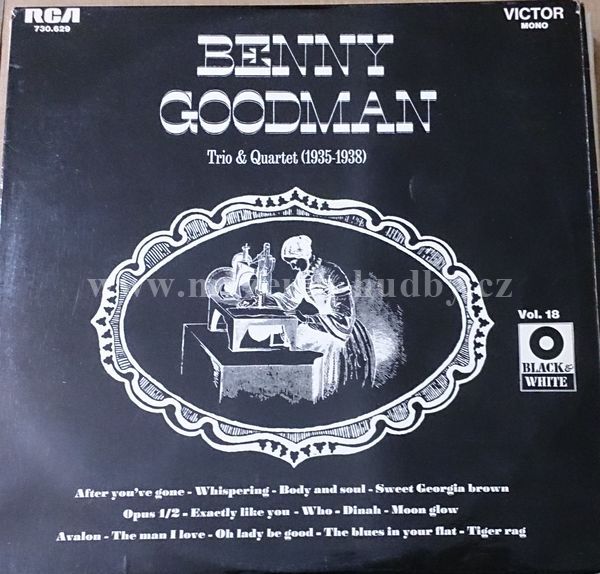 RCA
730.629
VICTOR
MONO
BENNY
GOODMAN
Trio & Quartet (1935-1938)
Vol. 18
BLACK &
WHITE
After you've gone - Whispering - Body and soul - Sweet Georgia brown
Opus 1/2 - Exactly like you - Who - Dinah - Moon glow
Avalon - The man I love - Oh lady be good - The blues in your flat - Tiger rag